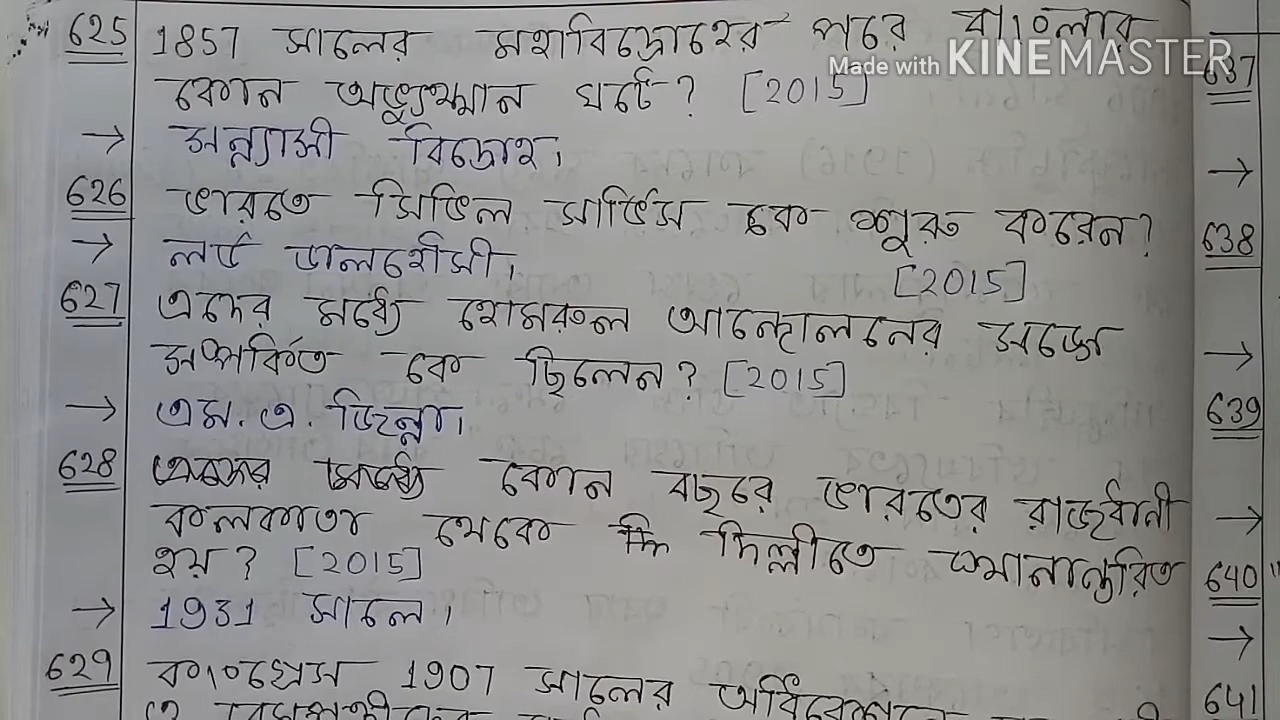 625 1857 সালের মহাবিদ্রোহের পরে বাংলার
কোন অভ্যুত্থান ঘটে? [2015]
→ সন্ন্যাসী বিদ্রোহ।
626 ভারতে সিভিল সার্ভিস কে শুরু করেন?
→ লর্ড ডালহৌসী। [2015]
627 এদের মধ্যে হোমরুল আন্দোলনের সঙ্গে
সম্পর্কিত কে ছিলেন? [2015]
→ এম. এ. জিন্না।
628 কোন বছরে ভারতের রাজধানী
কলকাতা থেকে দিল্লীতে স্থানান্তরিত
হয়? [2015]
→ 1931 সালে।
629 কংগ্রেস 1907 সালের অধিবেশনে
Made with KINEMASTER
637
→
638
→
639
→
640
→
641